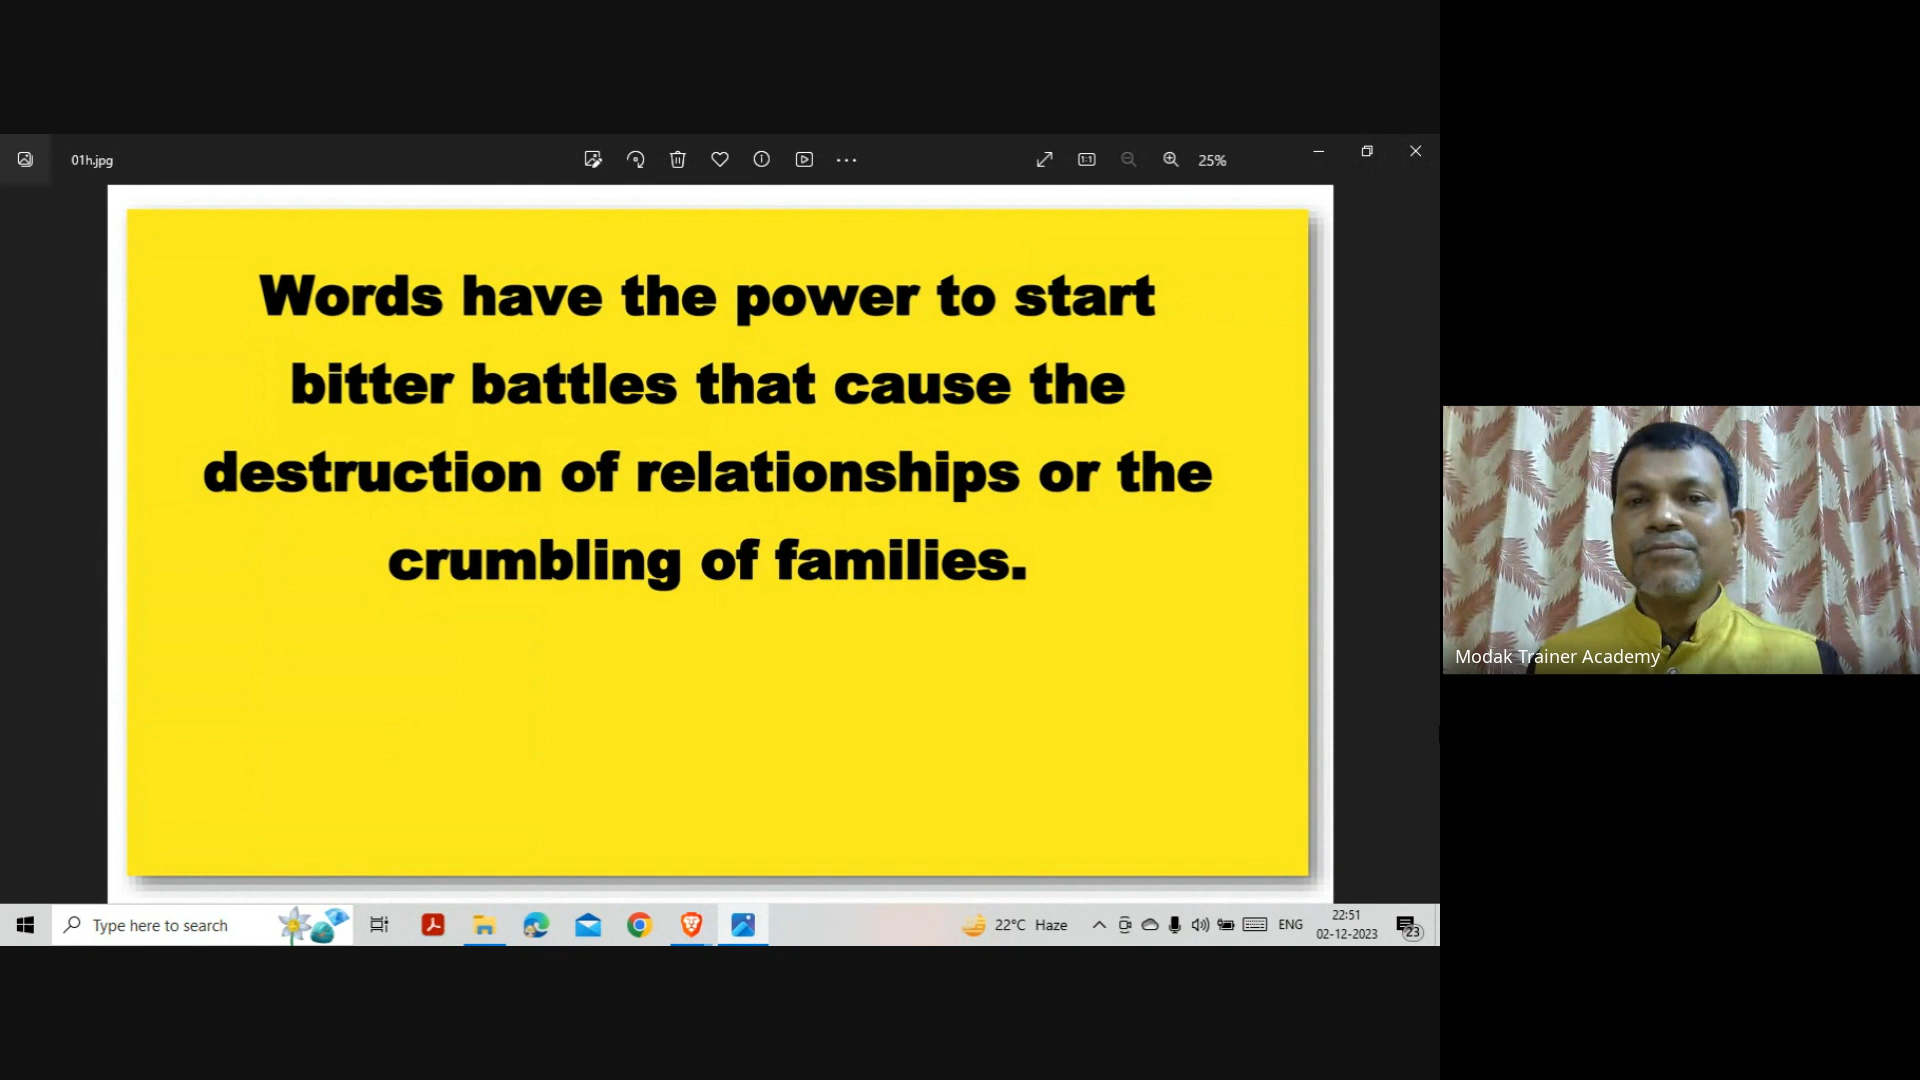 01h.jpg
25%
Words have the power to start
bitter battles that cause the
destruction of relationships or the
crumbling of families.
Modak Trainer Academy
Type here to search
22°C Haze
ENG
22:51
02-12-2023
23